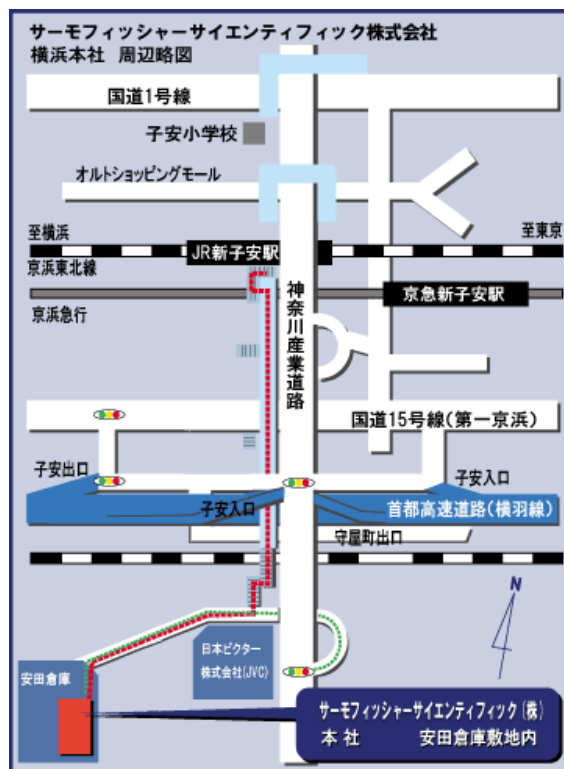 サーモフィッシャーサイエンティフィック株式会社
横浜本社 周辺略図
国道1号線
子安小学校
オルトショッピングモール
至横浜
至東京
JR新子安駅
京浜東北線
京急新子安駅
京浜急行
神奈川産業道路
国道15号線(第一京浜)
子安出口
子安入口
子安入口
首都高速道路(横羽線)
守屋町出口
N
日本ビクター
株式会社(JVC)
安田倉庫
サーモフィッシャーサイエンティフィック(株)
本社 安田倉庫敷地内